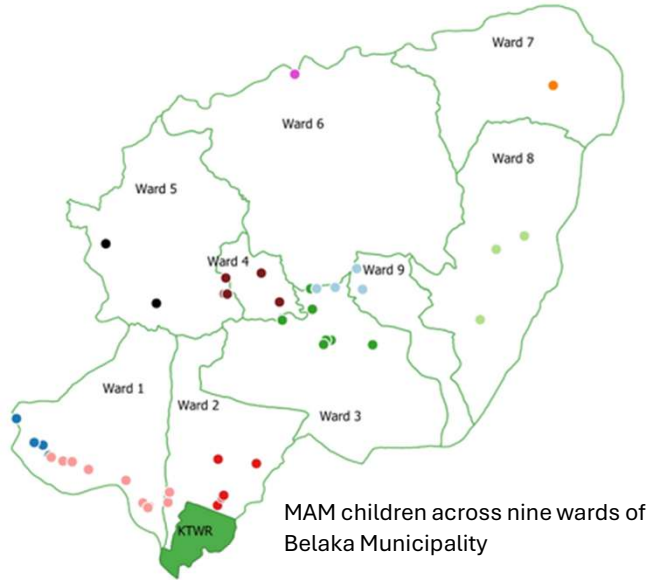 Ward 7
Ward 6
Ward 8
Ward 5
Ward 4
Ward 9
Ward 1
Ward 2
Ward 3
KTWR
MAM children across nine wards of
Belaka Municipality